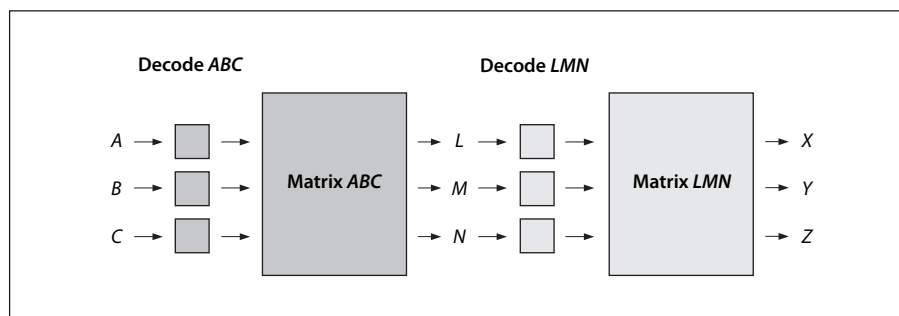 Decode ABC Decode LMN
A L X
B Matrix ABC M Matrix LMN Y
C N Z